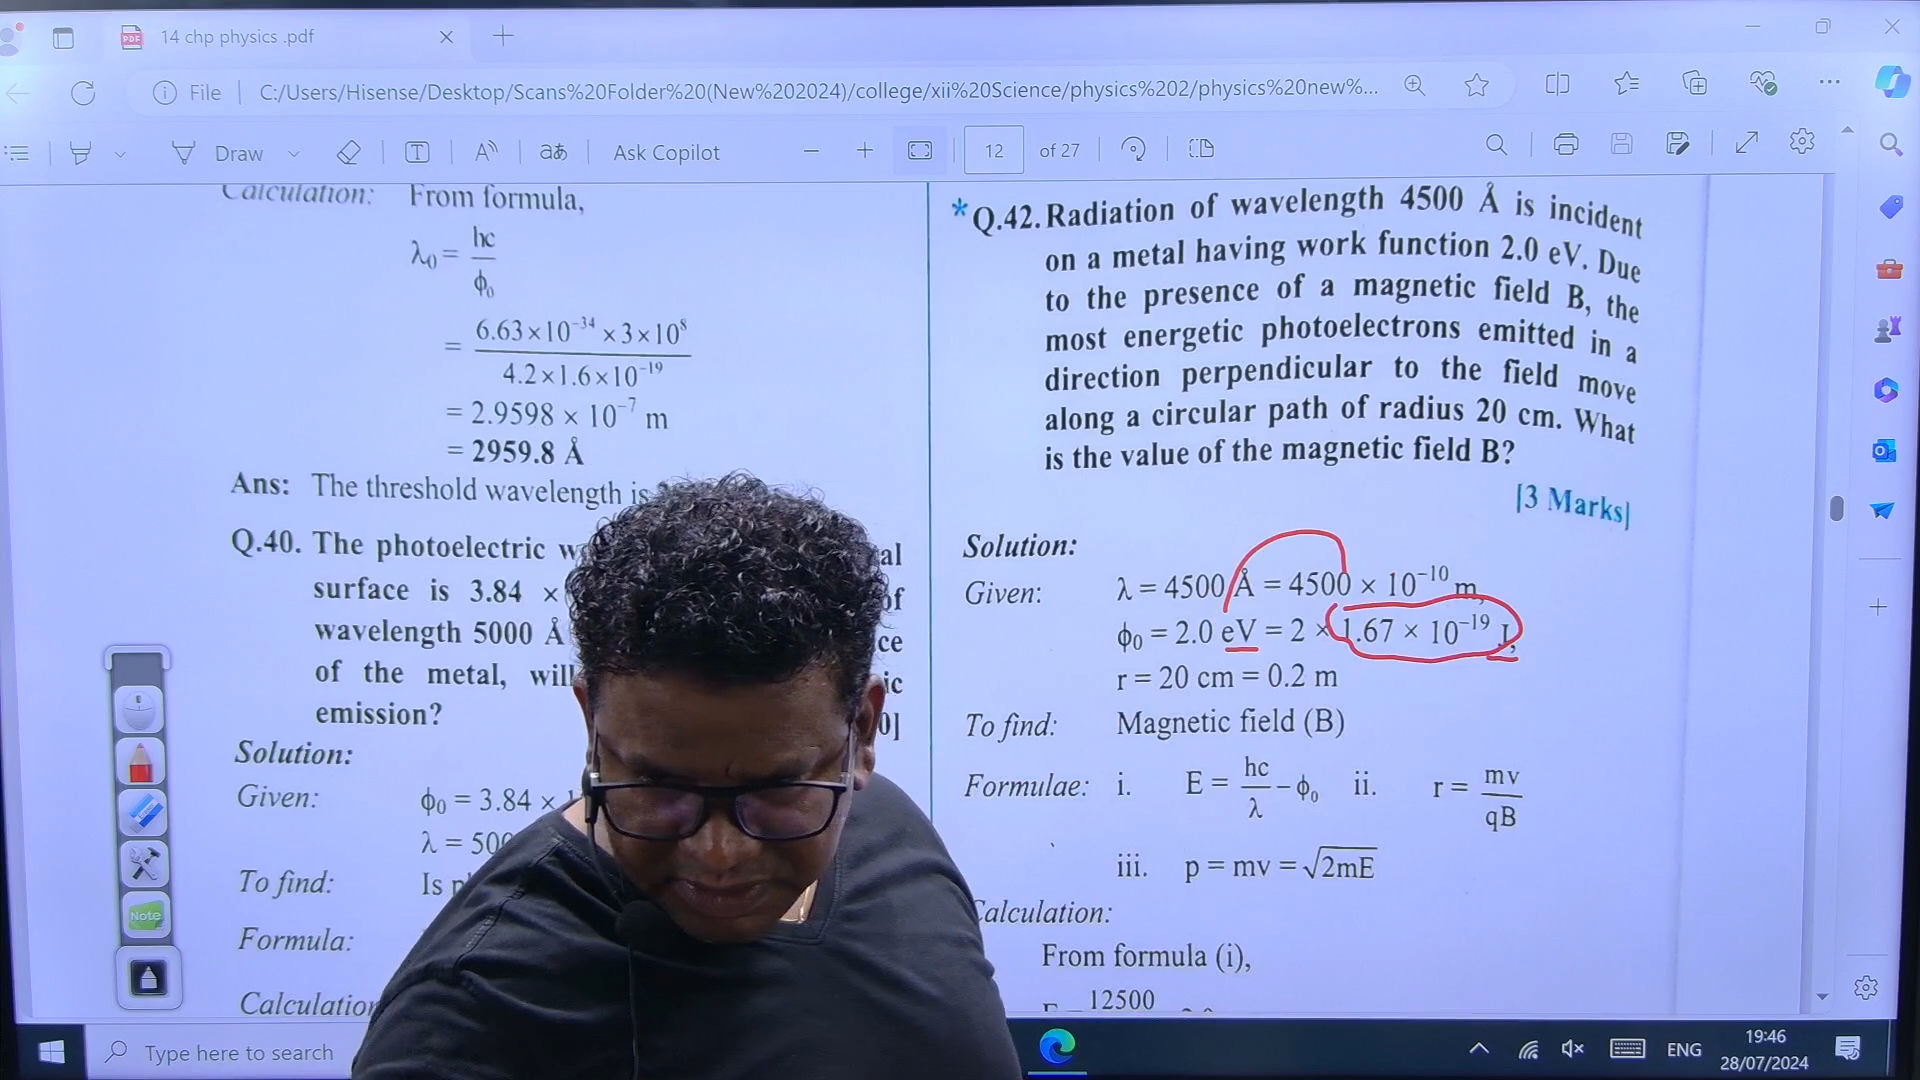 14 chp physics .pdf
File C:/Users/Hisense/Desktop/Scans%20Folder%20(New%202024)/college/xii%20Science/physics%202/physics%20new%...
Draw
Ask Copilot
12 of 27
Calculation: From formula,
λ₀ = hc / ϕ₀
= 6.63×10⁻³⁴ ×3×10⁸ / 4.2×1.6×10⁻¹⁹
= 2.9598 × 10⁻⁷ m
= 2959.8 Å
Ans: The threshold wavelength is
Q.40. The photoelectric
surface is 3.84 ×
wavelength 5000 Å
of the metal, will
emission?
Solution:
Given: ϕ₀ = 3.84 ×
λ = 500
To find: Is
Formula:
Calculation
*Q.42. Radiation of wavelength 4500 Å is incident
on a metal having work function 2.0 eV. Due
to the presence of a magnetic field B, the
most energetic photoelectrons emitted in a
direction perpendicular to the field move
along a circular path of radius 20 cm. What
is the value of the magnetic field B?
[3 Marks]
Solution:
Given: λ = 4500 Å = 4500 × 10⁻¹⁰ m,
ϕ₀ = 2.0 eV = 2 × 1.67 × 10⁻¹⁹ J,
r = 20 cm = 0.2 m
To find: Magnetic field (B)
Formulae: i. E = hc/λ − ϕ₀ ii. r = mv/qB
iii. p = mv = √2mE
Calculation:
From formula (i),
12500
Note
Type here to search
ENG
19:46
28/07/2024